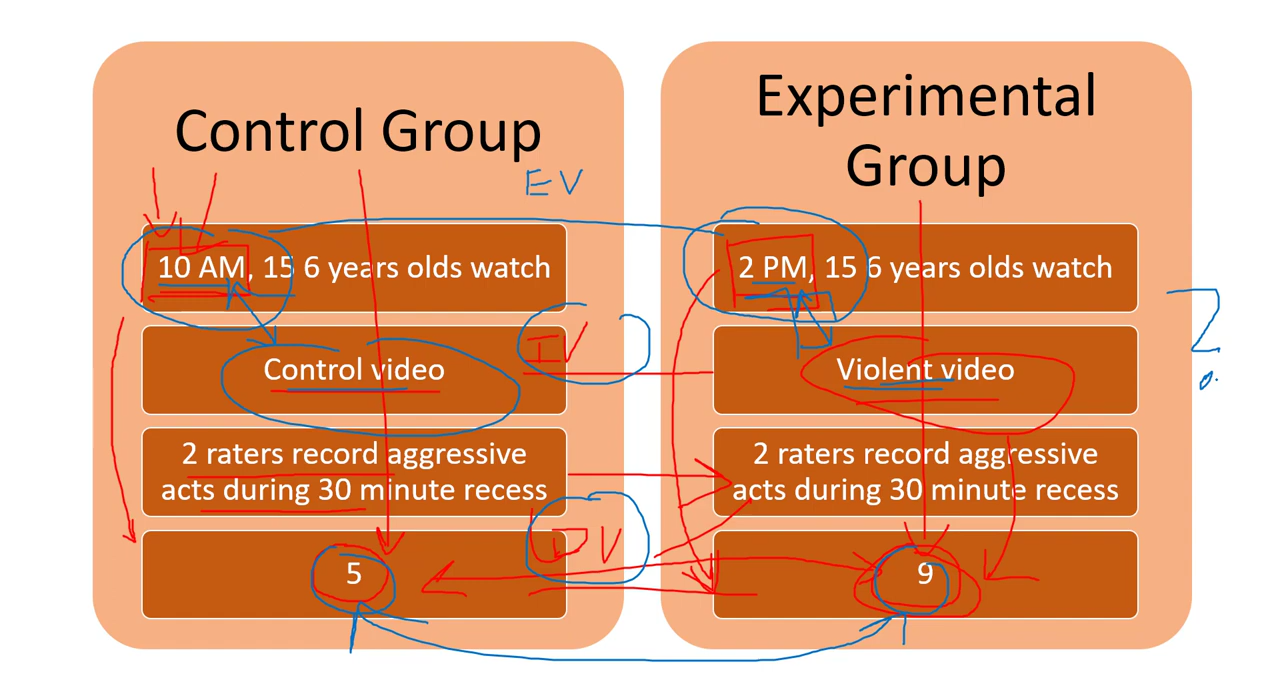 Control Group
EV
10 AM, 15 6 years olds watch
Control video
IV
2 raters record aggressive
acts during 30 minute recess
DV
5
Experimental
Group
2 PM, 15 6 years olds watch
Violent video
2 raters record aggressive
acts during 30 minute recess
9